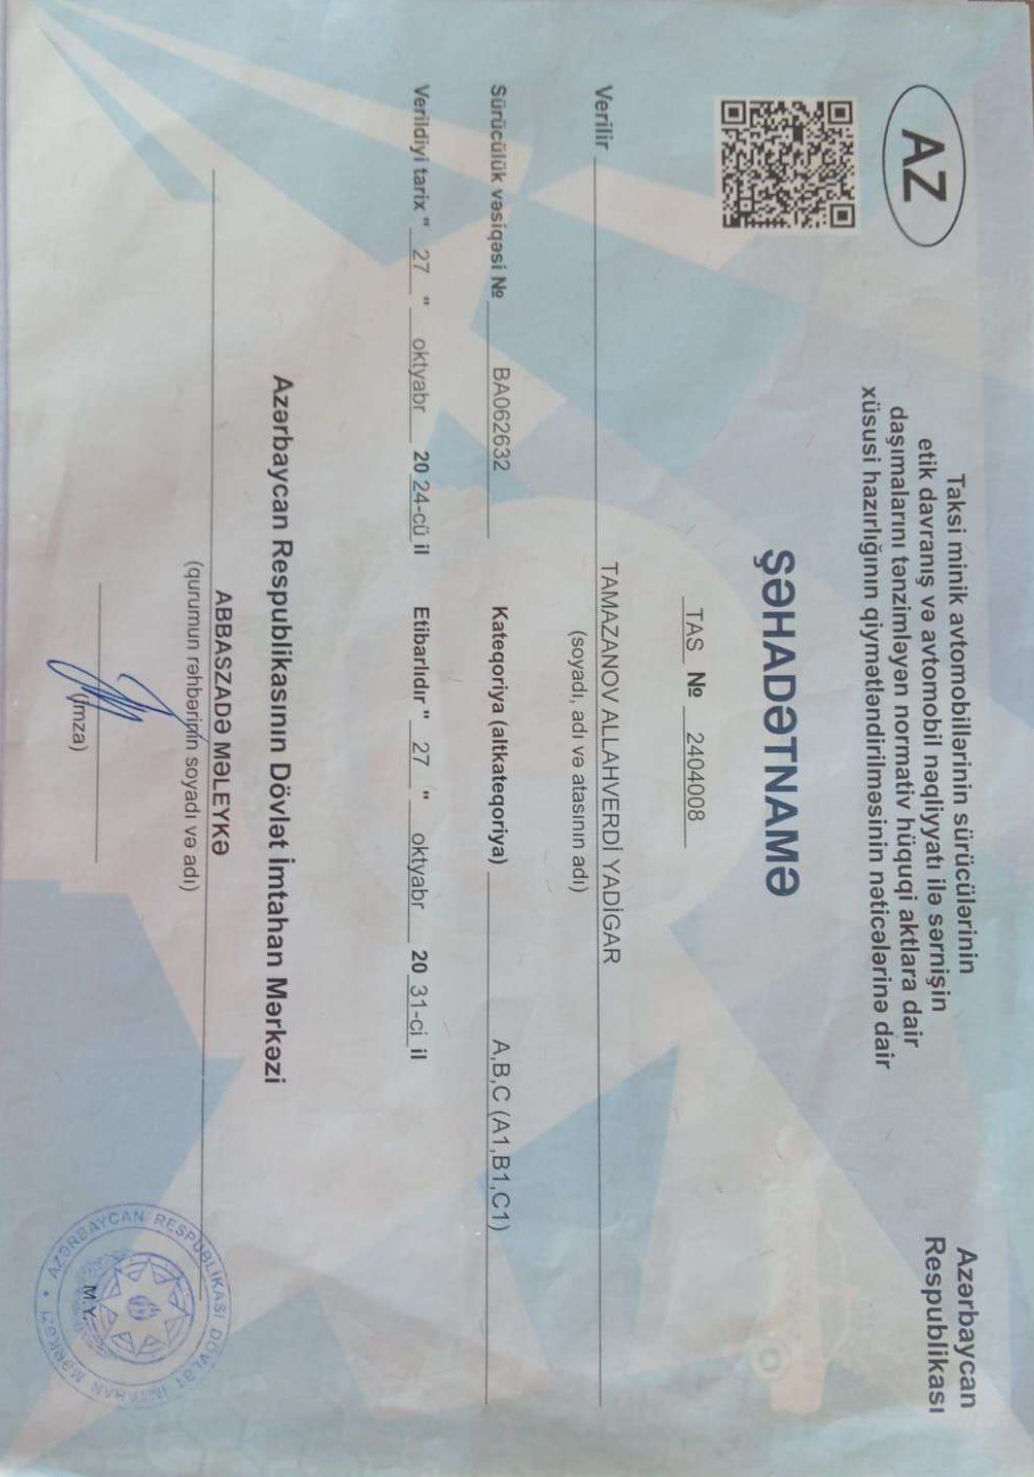 AZ
Azərbaycan
Respublikası
Taksi minik avtomobillərinin sürücülərinin
etik davranış və avtomobil nəqliyyatı ilə sərnişin
daşımalarını tənzimləyən normativ hüquqi aktlara dair
xüsusi hazırlığının qiymətləndirilməsinin nəticələrinə dair
ŞƏHADƏTNAMƏ
TAS № 2404008
Verilir TAMAZANOV ALLAHVERDİ YADİGAR
(soyadı, adı və atasının adı)
Sürücülük vəsiqəsi № BA062632 Kateqoriya (altkateqoriya) A,B,C (A1,B1,C1)
Verildiyi tarix " 27 " oktyabr 20 24-cü il Etibarlıdır " 27 " oktyabr 20 31-ci il
Azərbaycan Respublikasının Dövlət İmtahan Mərkəzi
ABBASZADƏ MƏLEYKƏ
(qurumun rəhbərinin soyadı və adı)
(imza)
M.Y.
AZƏRBAYCAN RESPUBLİKASI DÖVLƏT İMTAHAN MƏRKƏZİ